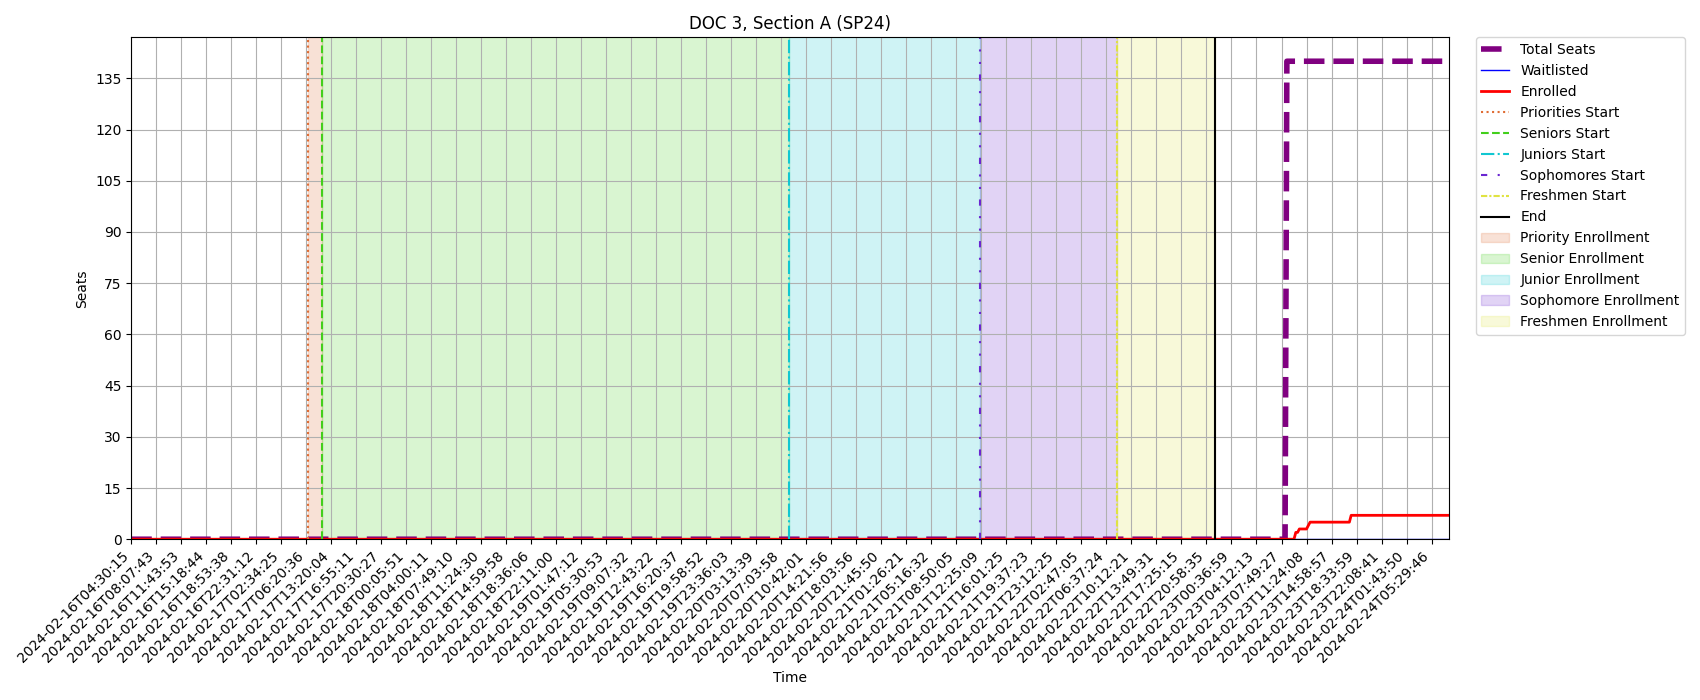 DOC 3, Section A (SP24)
Total Seats
Waitlisted
Enrolled
Priorities Start
Seniors Start
Juniors Start
Sophomores Start
Freshmen Start
End
Priority Enrollment
Senior Enrollment
Junior Enrollment
Sophomore Enrollment
Freshmen Enrollment
Seats
135
120
105
90
75
60
45
30
15
0
2024-02-16T04:30:15
2024-02-16T08:07:43
2024-02-16T11:43:53
2024-02-16T15:18:44
2024-02-16T18:53:38
2024-02-16T22:31:12
2024-02-17T02:34:25
2024-02-17T06:20:36
2024-02-17T13:20:04
2024-02-17T16:55:11
2024-02-17T20:30:27
2024-02-18T00:05:51
2024-02-18T04:00:11
2024-02-18T07:49:10
2024-02-18T11:24:30
2024-02-18T14:59:58
2024-02-18T18:36:06
2024-02-18T22:11:00
2024-02-19T01:47:12
2024-02-19T05:30:53
2024-02-19T09:07:32
2024-02-19T12:43:22
2024-02-19T16:20:37
2024-02-19T19:58:52
2024-02-19T23:36:03
2024-02-20T03:13:39
2024-02-20T07:03:58
2024-02-20T10:42:01
2024-02-20T14:21:56
2024-02-20T18:03:56
2024-02-20T21:45:50
2024-02-21T01:26:21
2024-02-21T05:16:32
2024-02-21T08:50:05
2024-02-21T12:25:09
2024-02-21T16:01:25
2024-02-21T19:37:23
2024-02-21T23:12:25
2024-02-22T02:47:05
2024-02-22T06:37:24
2024-02-22T10:12:21
2024-02-22T13:49:31
2024-02-22T17:25:15
2024-02-22T20:58:35
2024-02-23T00:36:59
2024-02-23T04:12:13
2024-02-23T07:49:27
2024-02-23T11:24:08
2024-02-23T14:58:57
2024-02-23T18:33:59
2024-02-23T22:08:41
2024-02-24T01:43:50
2024-02-24T05:29:46
Time